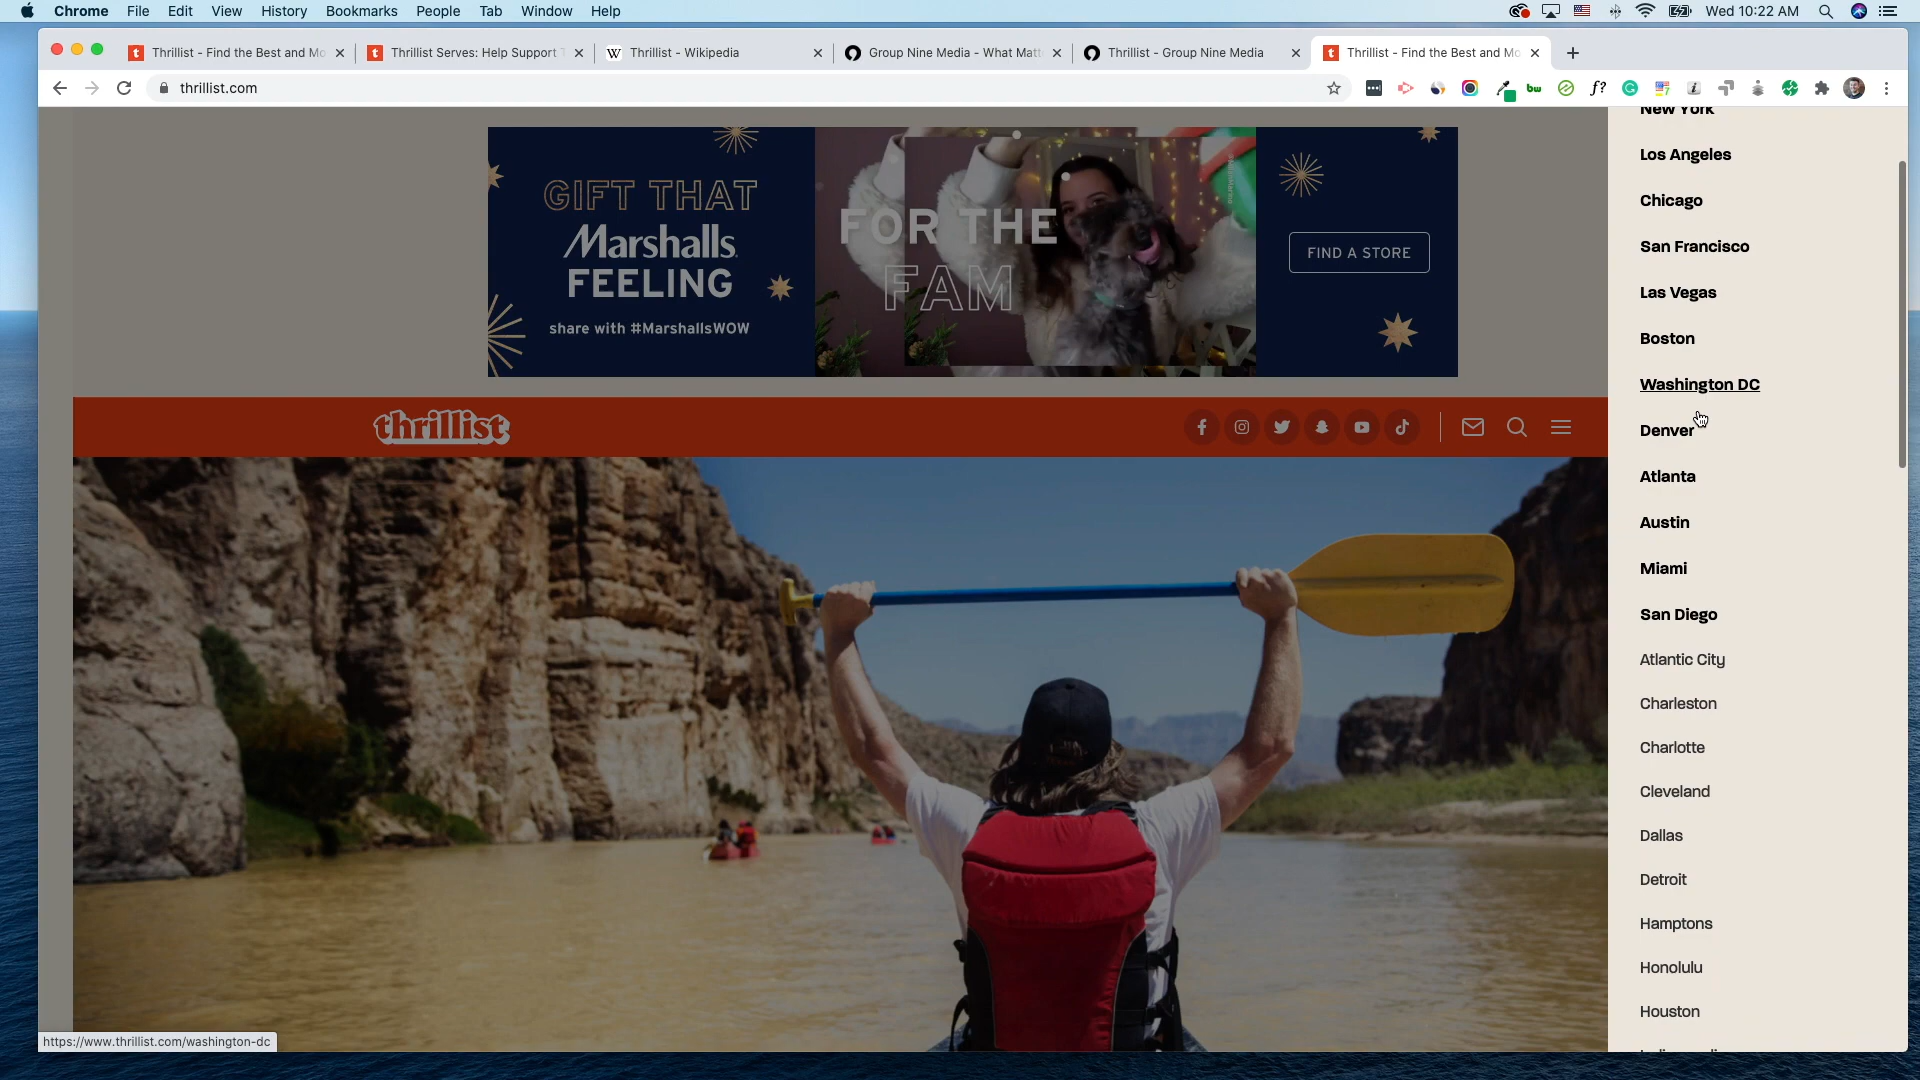 Chrome File Edit View History Bookmarks People Tab Window Help
Wed 10:22 AM
Thrillist - Find the Best and Mo
Thrillist Serves: Help Support T
Thrillist - Wikipedia
Group Nine Media - What Matt
Thrillist - Group Nine Media
Thrillist - Find the Best and Mo
thrillist.com
GIFT THAT
Marshalls
FEELING
share with #MarshallsWOW
FOR THE
FAM
FIND A STORE
thrillist
New York
Los Angeles
Chicago
San Francisco
Las Vegas
Boston
Washington DC
Denver
Atlanta
Austin
Miami
San Diego
Atlantic City
Charleston
Charlotte
Cleveland
Dallas
Detroit
Hamptons
Honolulu
Houston
https://www.thrillist.com/washington-dc